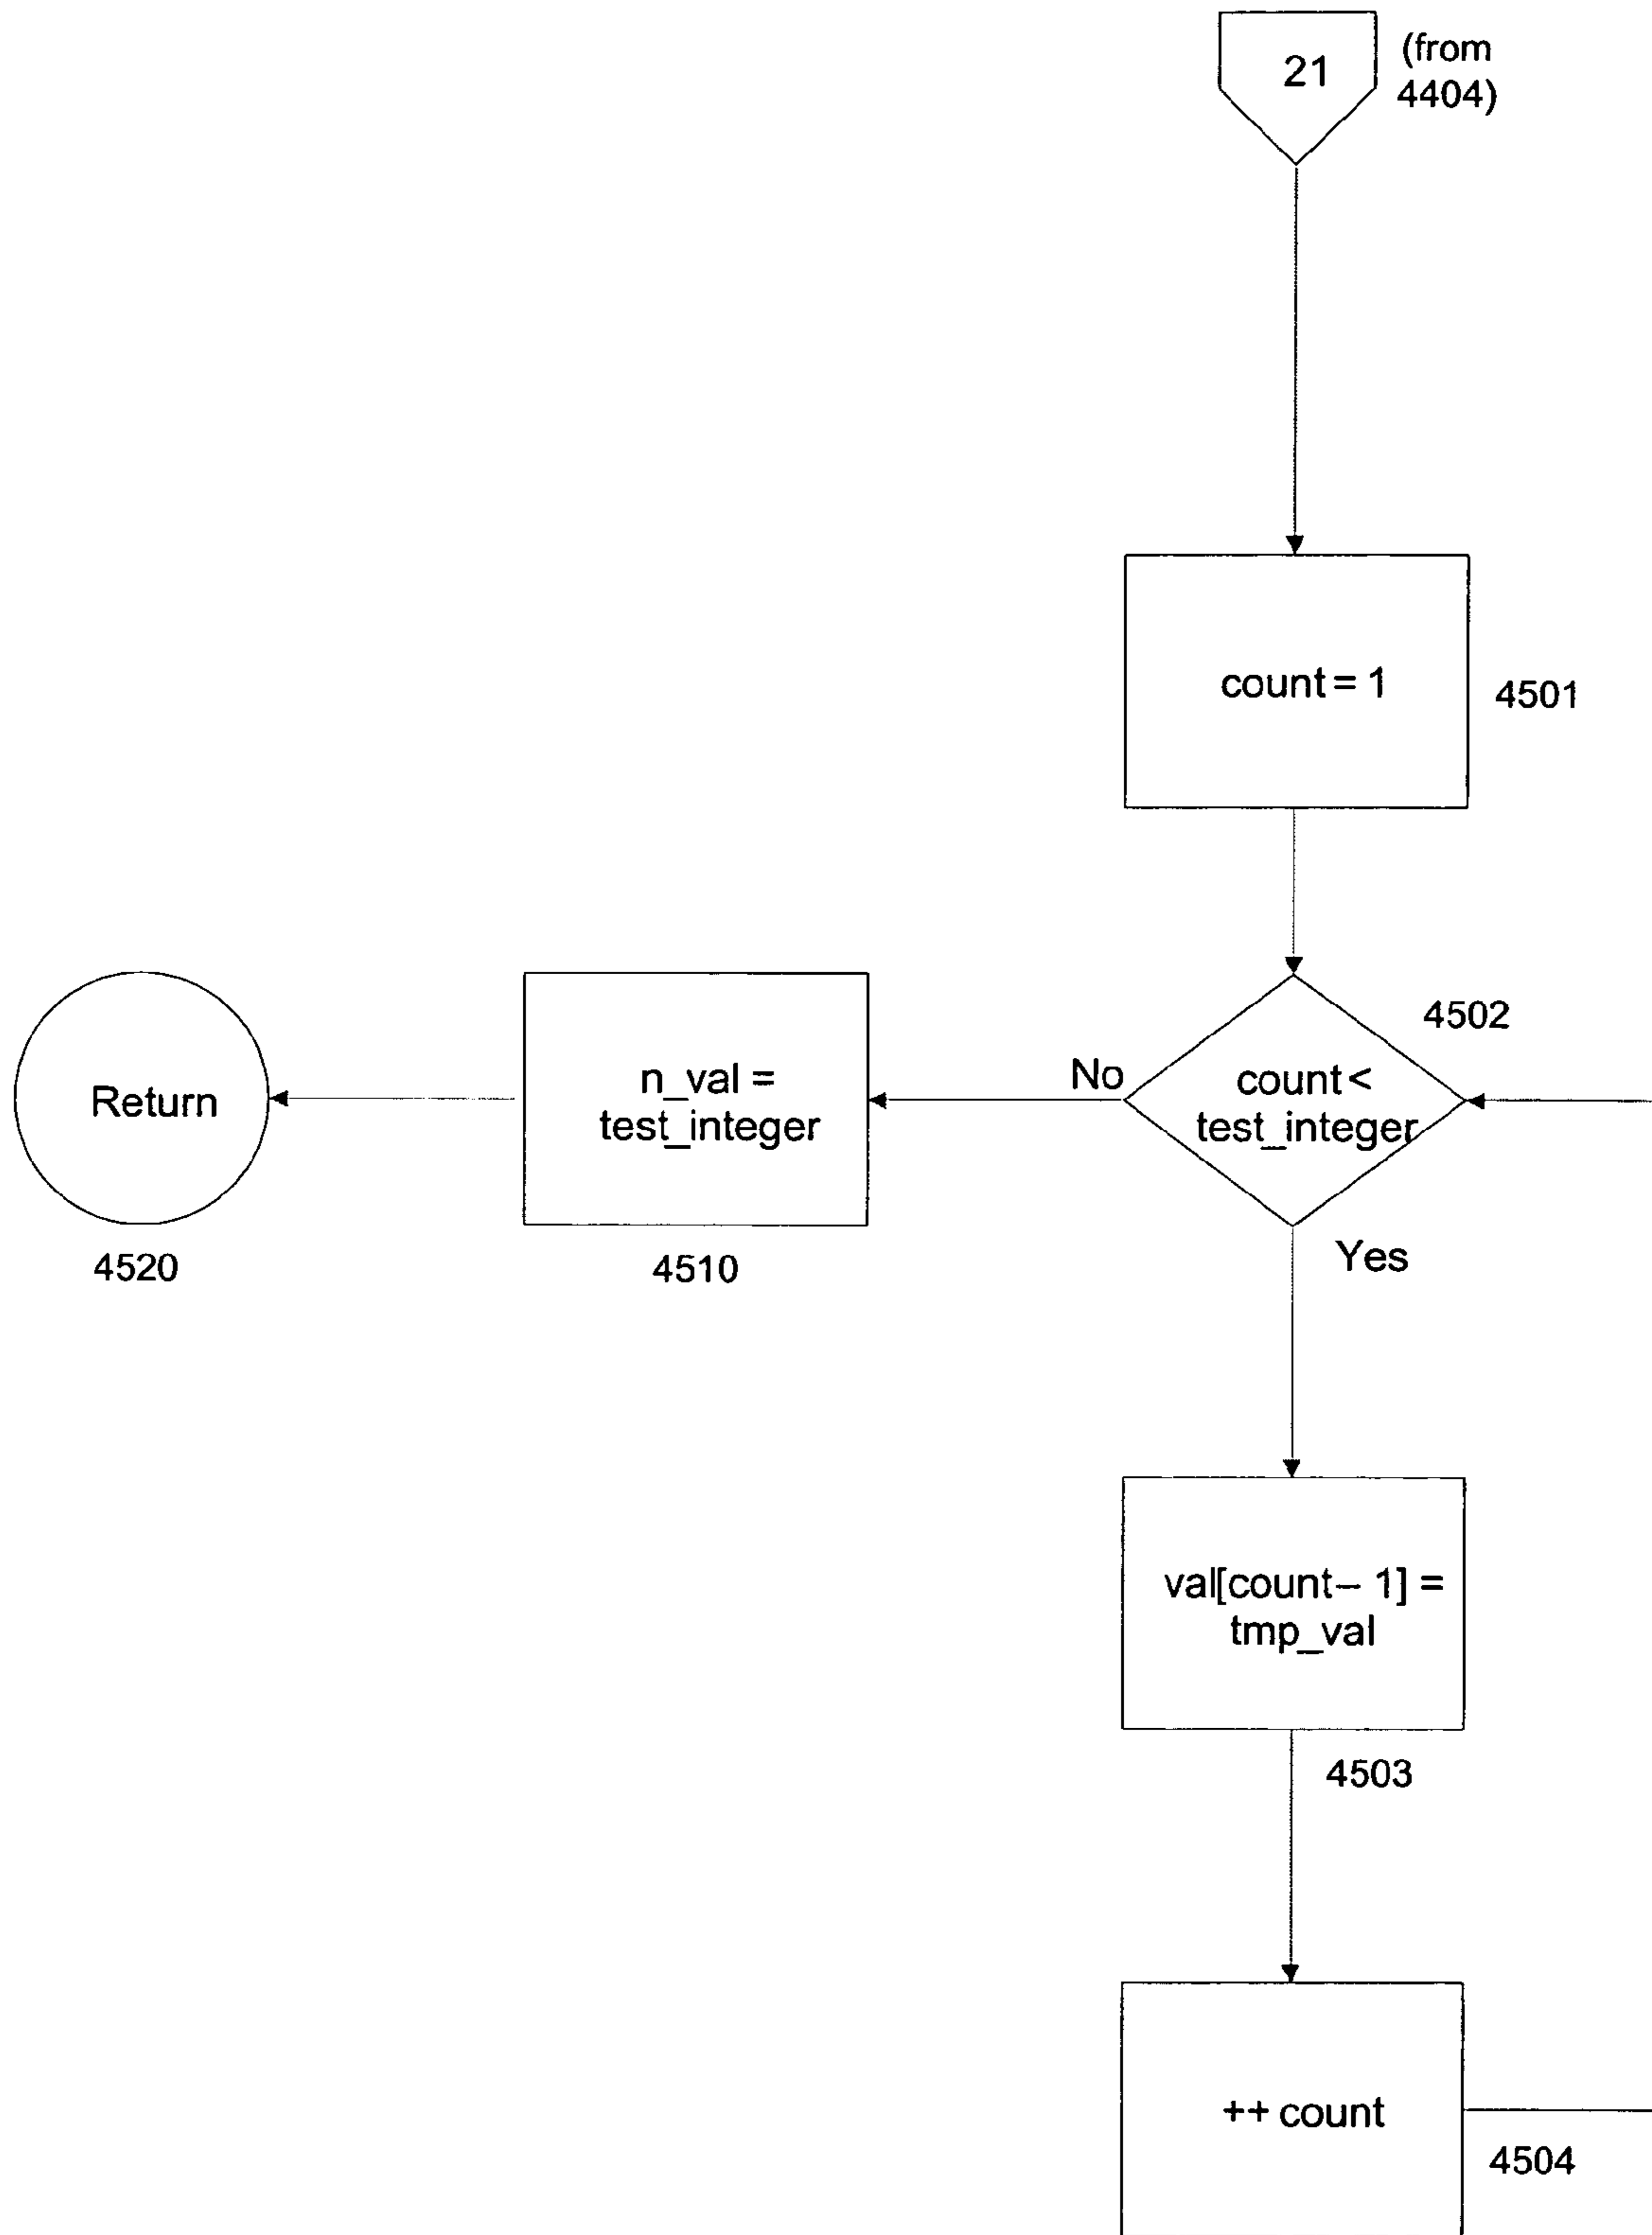 21
(from
4404)
count = 1
4501
4502
count <
test_integer
No
n_val =
test_integer
4510
Return
4520
Yes
val[count – 1] =
tmp_val
4503
++ count
4504